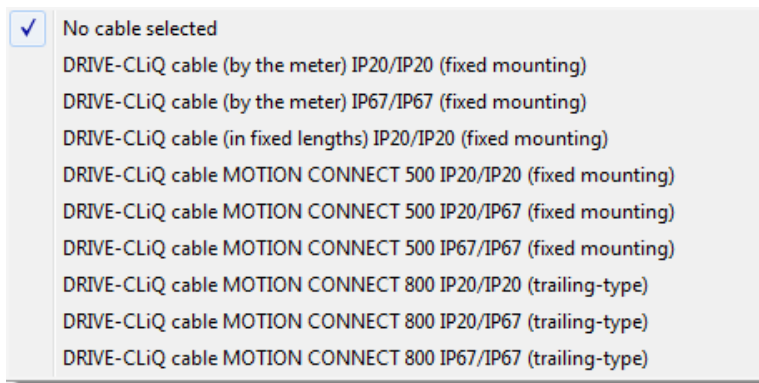 No cable selected
DRIVE-CLiQ cable (by the meter) IP20/IP20 (fixed mounting)
DRIVE-CLiQ cable (by the meter) IP67/IP67 (fixed mounting)
DRIVE-CLiQ cable (in fixed lengths) IP20/IP20 (fixed mounting)
DRIVE-CLiQ cable MOTION CONNECT 500 IP20/IP20 (fixed mounting)
DRIVE-CLiQ cable MOTION CONNECT 500 IP20/IP67 (fixed mounting)
DRIVE-CLiQ cable MOTION CONNECT 500 IP67/IP67 (fixed mounting)
DRIVE-CLiQ cable MOTION CONNECT 800 IP20/IP20 (trailing-type)
DRIVE-CLiQ cable MOTION CONNECT 800 IP20/IP67 (trailing-type)
DRIVE-CLiQ cable MOTION CONNECT 800 IP67/IP67 (trailing-type)